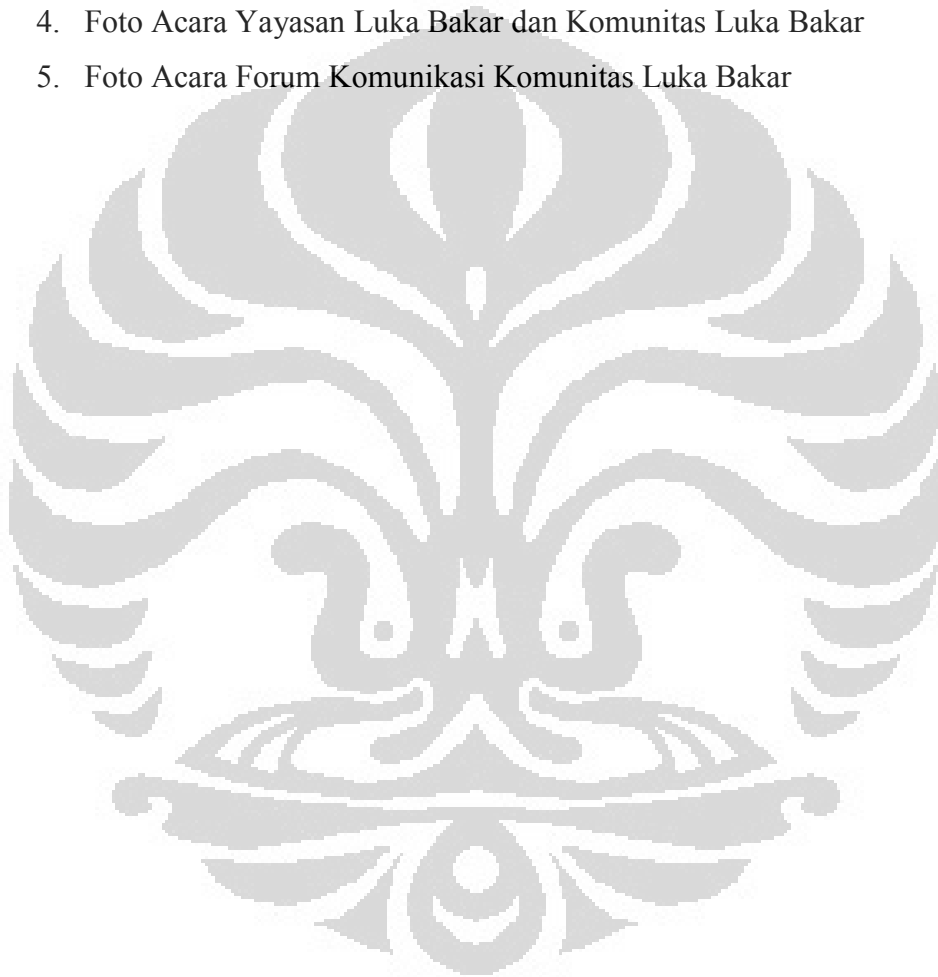 4. Foto Acara Yayasan Luka Bakar dan Komunitas Luka Bakar
5. Foto Acara Forum Komunikasi Komunitas Luka Bakar